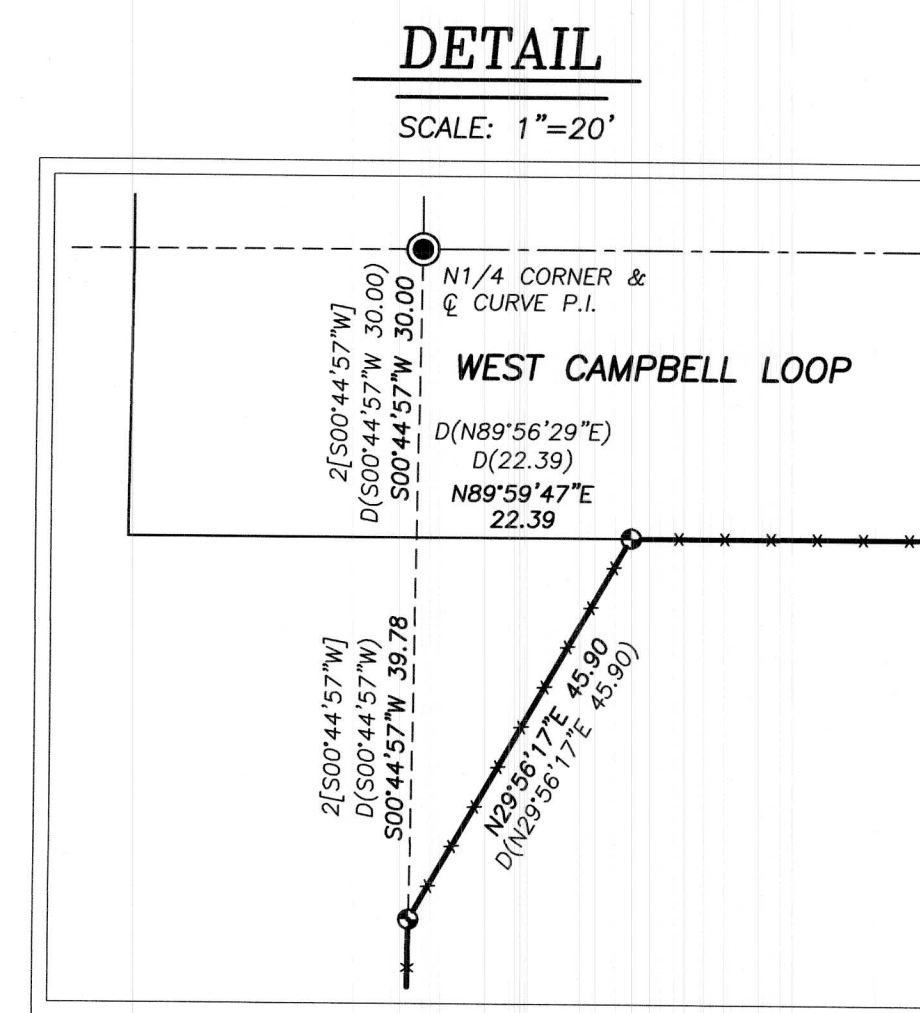 DETAIL
SCALE: 1"=20'
N1/4 CORNER &
℄ CURVE P.I.
2[S00°44'57"W]
D(S00°44'57"W 30.00)
S00°44'57"W 30.00
WEST CAMPBELL LOOP
D(N89°56'29"E)
D(22.39)
N89°59'47"E
22.39
2[S00°44'57"W]
D(S00°44'57"W)
S00°44'57"W 39.78
N29°56'17"E 45.90
D(N29°56'17"E 45.90)